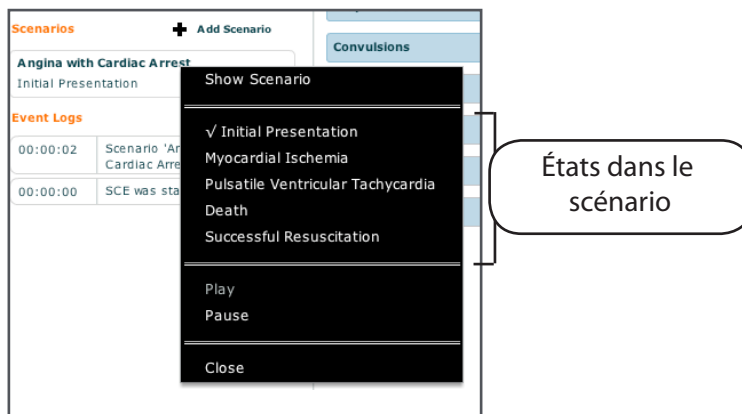 Scenarios
Add Scenario
Angina with Cardiac Arrest
Initial Presentation
Event Logs
00:00:02
Scenario 'An
Cardiac Arre
00:00:00
SCE was sta
Convulsions
Show Scenario
√ Initial Presentation
Myocardial Ischemia
Pulsatile Ventricular Tachycardia
Death
Successful Resuscitation
Play
Pause
Close
États dans le
scénario